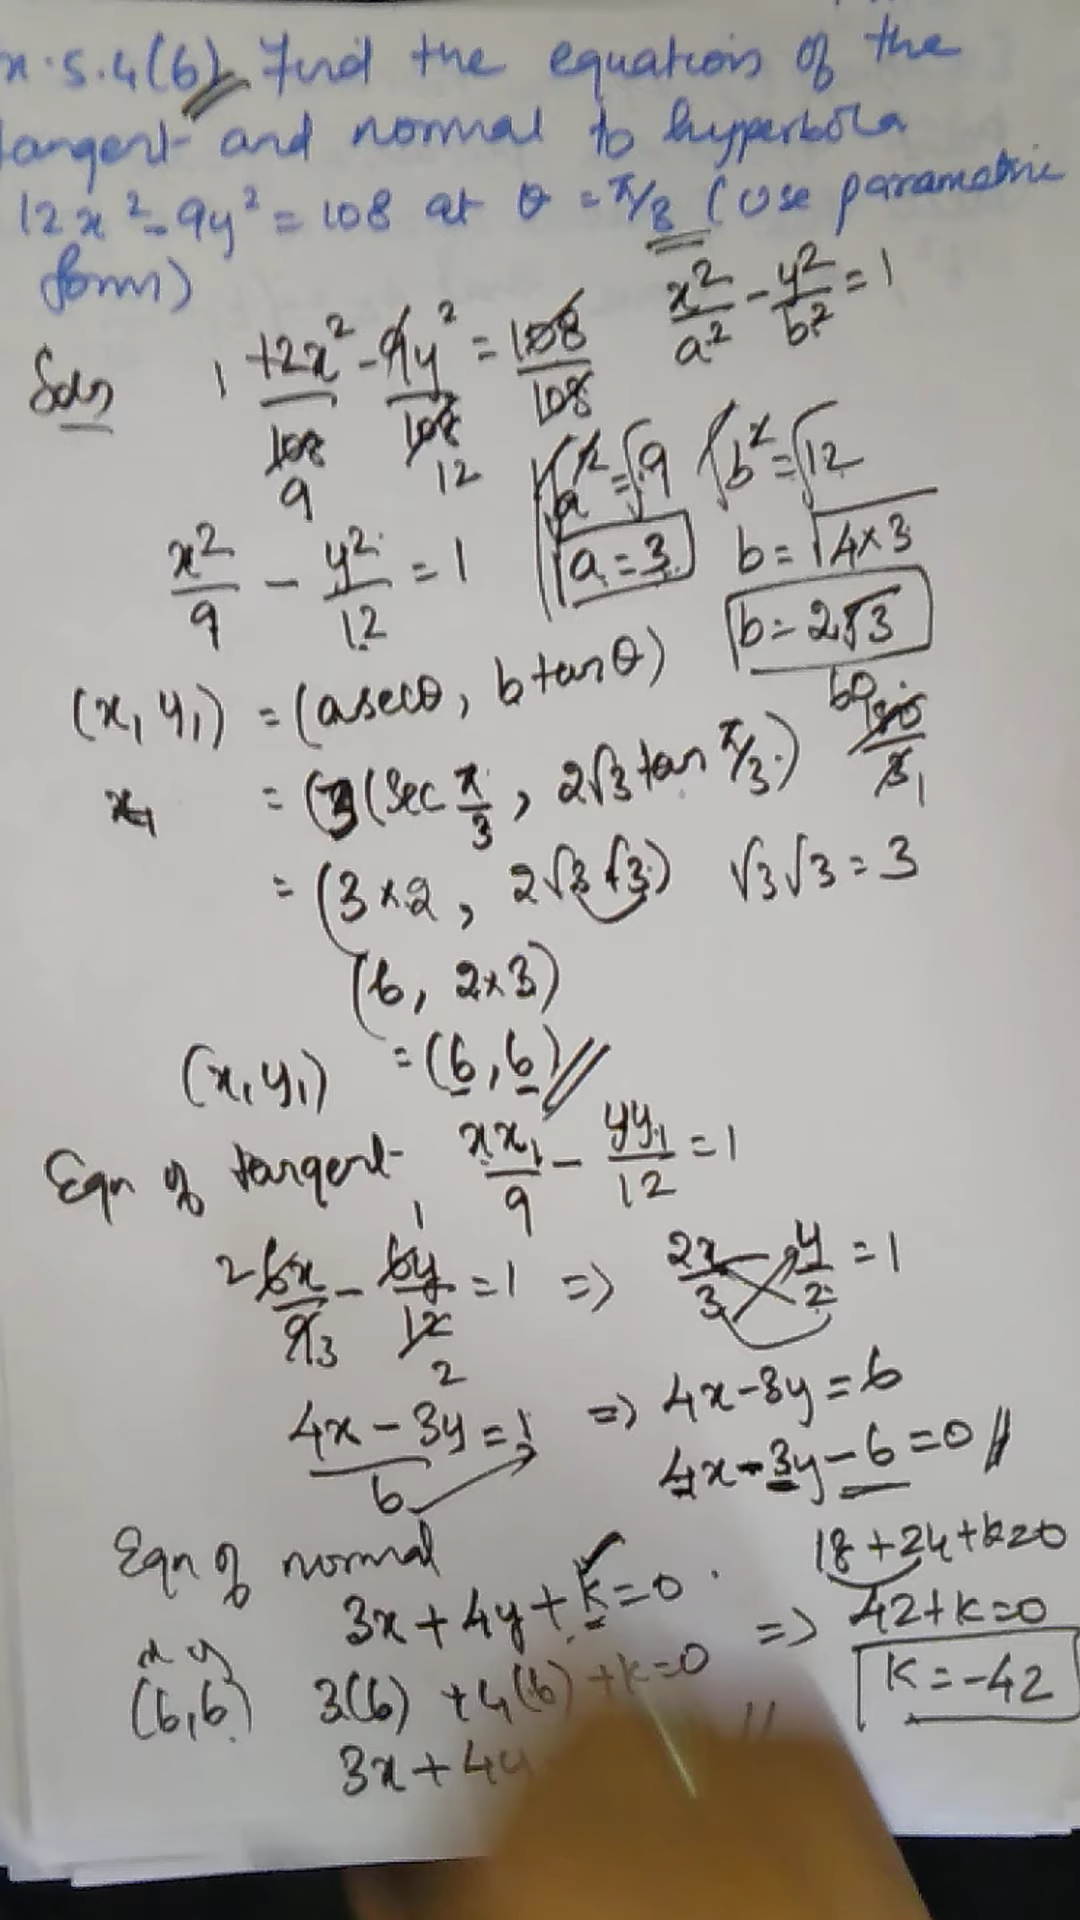 x.5.4(6) Find the equation of the
tangent and normal to hyperbola
12x² - 9y² = 108 at θ = π/3 (Use parametric
form)
x²/a² - y²/b² = 1
Soln 12x²/108 - 9y²/108 = 108/108
9 12
√a² = √9 √b² = √12
a = 3 b = √4×3
x²/9 - y²/12 = 1
b = 2√3
(x₁ y₁) = (a secθ, b tanθ)
x₁ = (3(sec π/3, 2√3 tan π/3)
= (3×2, 2√3 √3) √3√3 = 3
(6, 2×3)
(x₁ y₁) = (6, 6)
Eqn of tangent xx₁/9 - yy₁/12 = 1
6x/9 - 6y/12 = 1 ⇒ 2x/3 - y/2 = 1
4x - 3y/6 = 1 ⇒ 4x - 3y = 6
4x - 3y - 6 = 0
Eqn of normal
18 + 24 + k = 0
3x + 4y + k = 0 ⇒ 42 + k = 0
x y
(6,6) 3(6) + 4(6) + k = 0
k = -42
3x + 4y